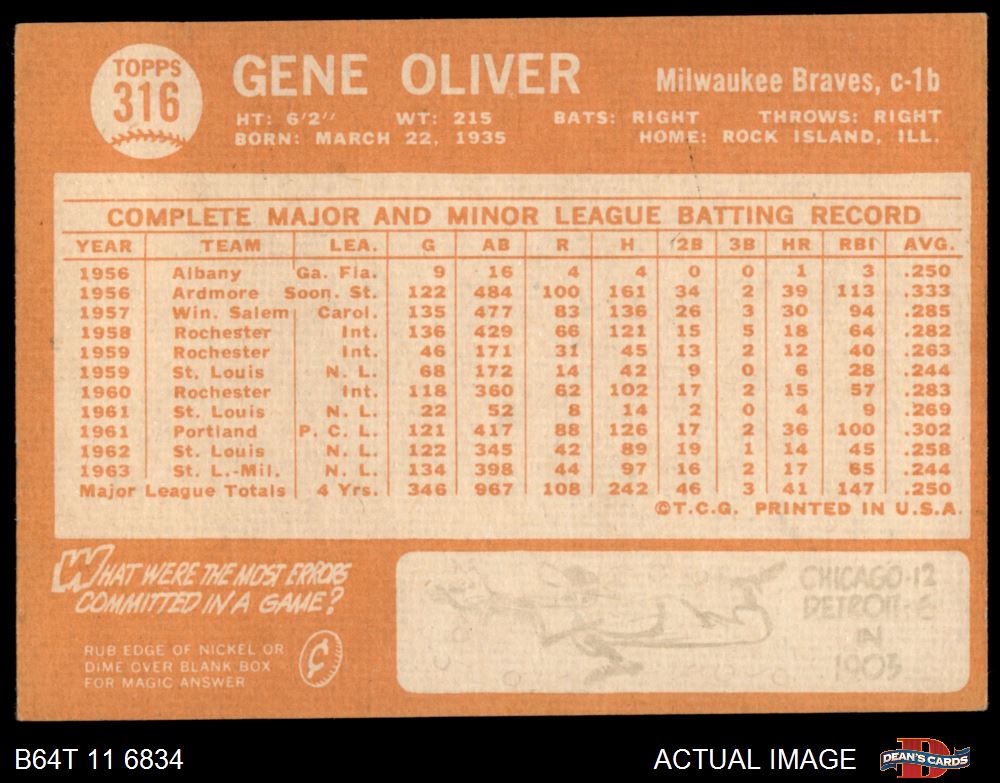 TOPPS
316
GENE OLIVER
Milwaukee Braves, c-1b
HT: 6'2" WT: 215 BATS: RIGHT THROWS: RIGHT
BORN: MARCH 22, 1935 HOME: ROCK ISLAND, ILL.
COMPLETE MAJOR AND MINOR LEAGUE BATTING RECORD
YEAR TEAM LEA. G AB R H 2B 3B HR RBI AVG.
1956 Albany Ga. Fla. 9 16 4 4 0 0 1 3 .250
1956 Ardmore Soon. St. 122 484 100 161 34 2 39 113 .333
1957 Win. Salem Carol. 135 477 83 136 26 3 30 94 .285
1958 Rochester Int. 136 429 66 121 15 5 18 64 .282
1959 Rochester Int. 46 171 31 45 13 2 12 40 .263
1959 St. Louis N. L. 68 172 14 42 9 0 6 28 .244
1960 Rochester Int. 118 360 62 102 17 2 15 57 .283
1961 St. Louis N. L. 22 52 8 14 2 0 4 9 .269
1961 Portland P. C. L. 121 417 88 126 17 2 36 100 .302
1962 St. Louis N. L. 122 345 42 89 19 1 14 45 .258
1963 St. L.-Mil. N. L. 134 398 44 97 16 2 17 65 .244
Major League Totals 4 Yrs. 346 967 108 242 46 3 41 147 .250
©T.C.G. PRINTED IN U.S.A.
WHAT WERE THE MOST ERRORS
COMMITTED IN A GAME?
RUB EDGE OF NICKEL OR
DIME OVER BLANK BOX
FOR MAGIC ANSWER
¢
CHICAGO-12
DETROIT-6
IN
1903
B64T 11 6834
ACTUAL IMAGE
DEAN'S CARDS